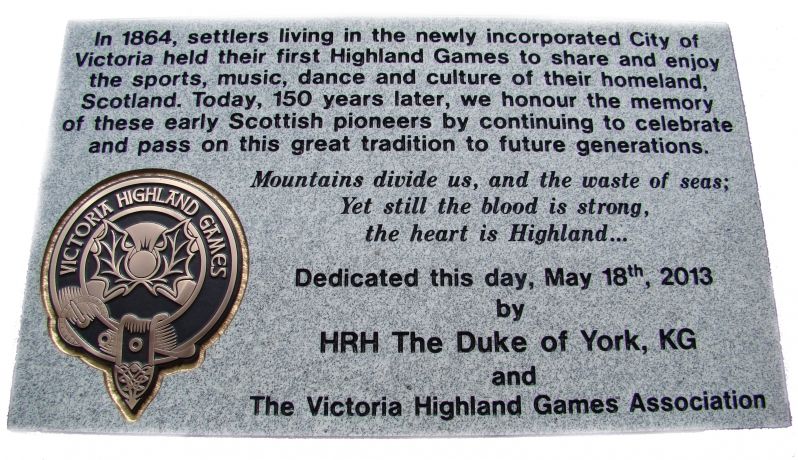 In 1864, settlers living in the newly incorporated City of
Victoria held their first Highland Games to share and enjoy
the sports, music, dance and culture of their homeland,
Scotland. Today, 150 years later, we honour the memory
of these early Scottish pioneers by continuing to celebrate
and pass on this great tradition to future generations.
Mountains divide us, and the waste of seas;
Yet still the blood is strong,
the heart is Highland...
VICTORIA HIGHLAND GAMES
Dedicated this day, May 18th, 2013
by
HRH The Duke of York, KG
and
The Victoria Highland Games Association